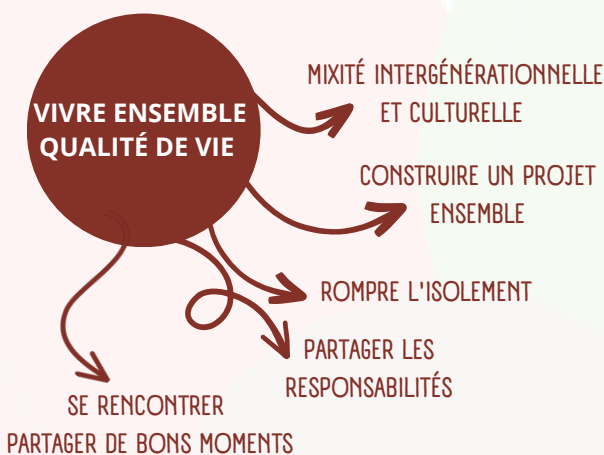 VIVRE ENSEMBLE
QUALITÉ DE VIE
MIXITÉ INTERGÉNÉRATIONNELLE
ET CULTURELLE
CONSTRUIRE UN PROJET
ENSEMBLE
ROMPRE L'ISOLEMENT
PARTAGER LES
RESPONSABILITÉS
SE RENCONTRER
PARTAGER DE BONS MOMENTS